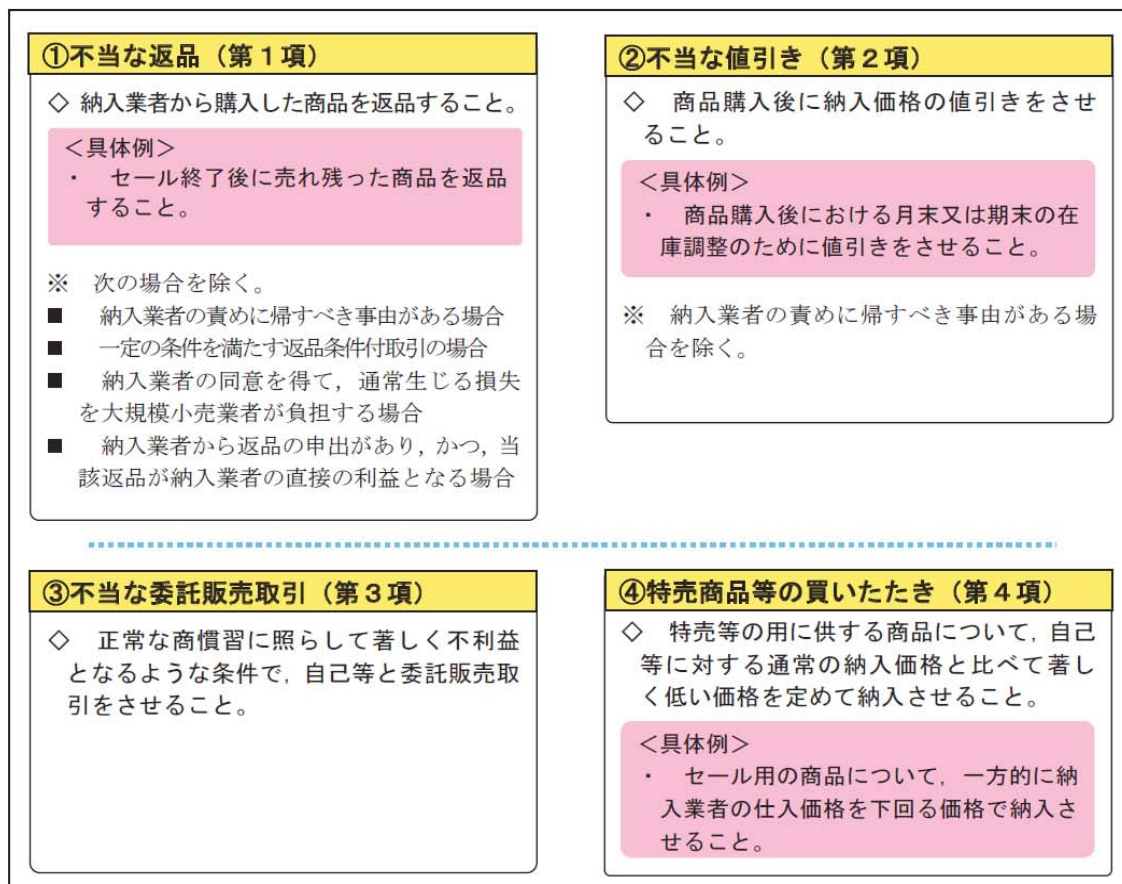 ①不当な返品（第１項）
◇ 納入業者から購入した商品を返品すること。
＜具体例＞
・ セール終了後に売れ残った商品を返品
すること。
※ 次の場合を除く。
■ 納入業者の責めに帰すべき事由がある場合
■ 一定の条件を満たす返品条件付取引の場合
■ 納入業者の同意を得て，通常生じる損失
を大規模小売業者が負担する場合
■ 納入業者から返品の申出があり，かつ，当
該返品が納入業者の直接の利益となる場合
②不当な値引き（第２項）
◇ 商品購入後に納入価格の値引きをさせ
ること。
＜具体例＞
・ 商品購入後における月末又は期末の在
庫調整のために値引きをさせること。
※ 納入業者の責めに帰すべき事由がある場
合を除く。
③不当な委託販売取引（第３項）
◇ 正常な商慣習に照らして著しく不利益
となるような条件で，自己等と委託販売取
引をさせること。
④特売商品等の買いたたき（第４項）
◇ 特売等の用に供する商品について，自己
等に対する通常の納入価格と比べて著し
く低い価格を定めて納入させること。
＜具体例＞
・ セール用の商品について，一方的に納
入業者の仕入価格を下回る価格で納入さ
せること。